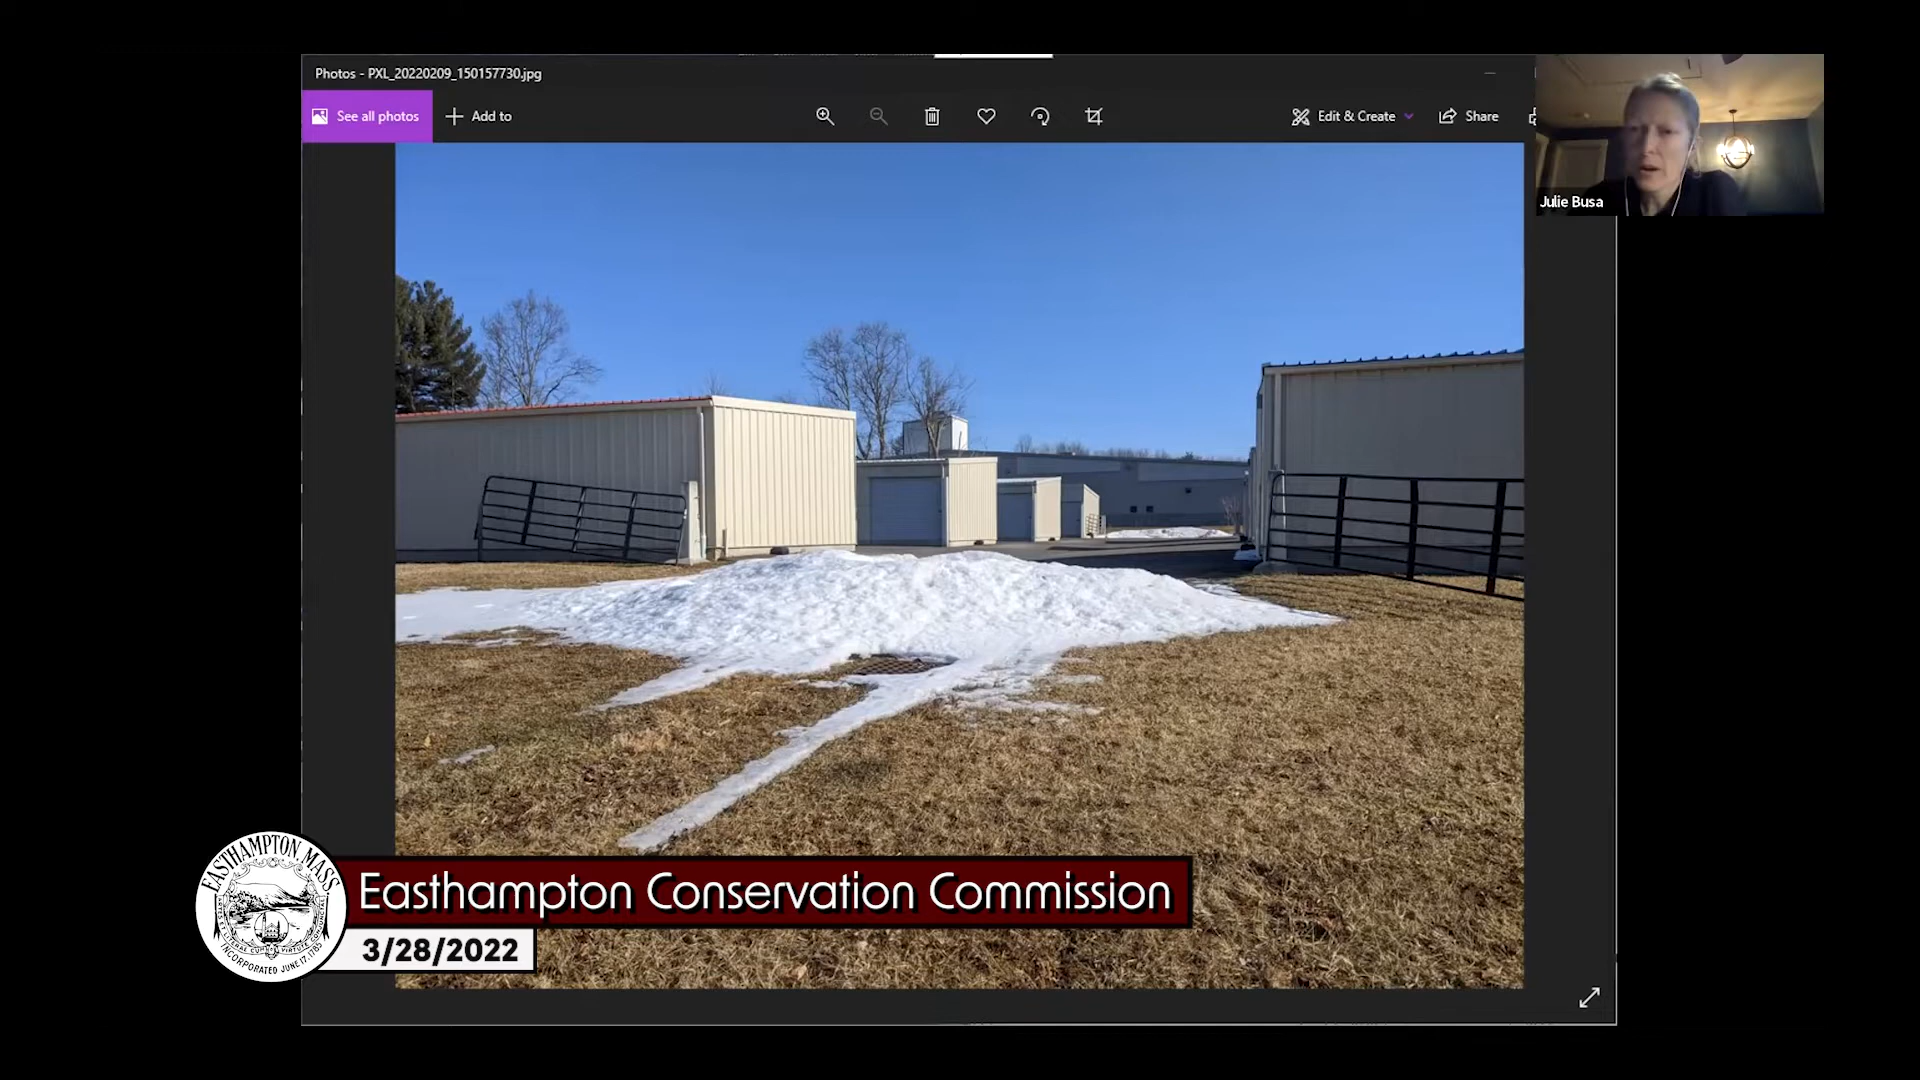 Photos - PXL_20220209_150157730.jpg
See all photos
Add to
Edit & Create
Share
Julie Busa
EASTHAMPTON MASS.
INCORPORATED JUNE 17, 1785
Easthampton Conservation Commission
3/28/2022